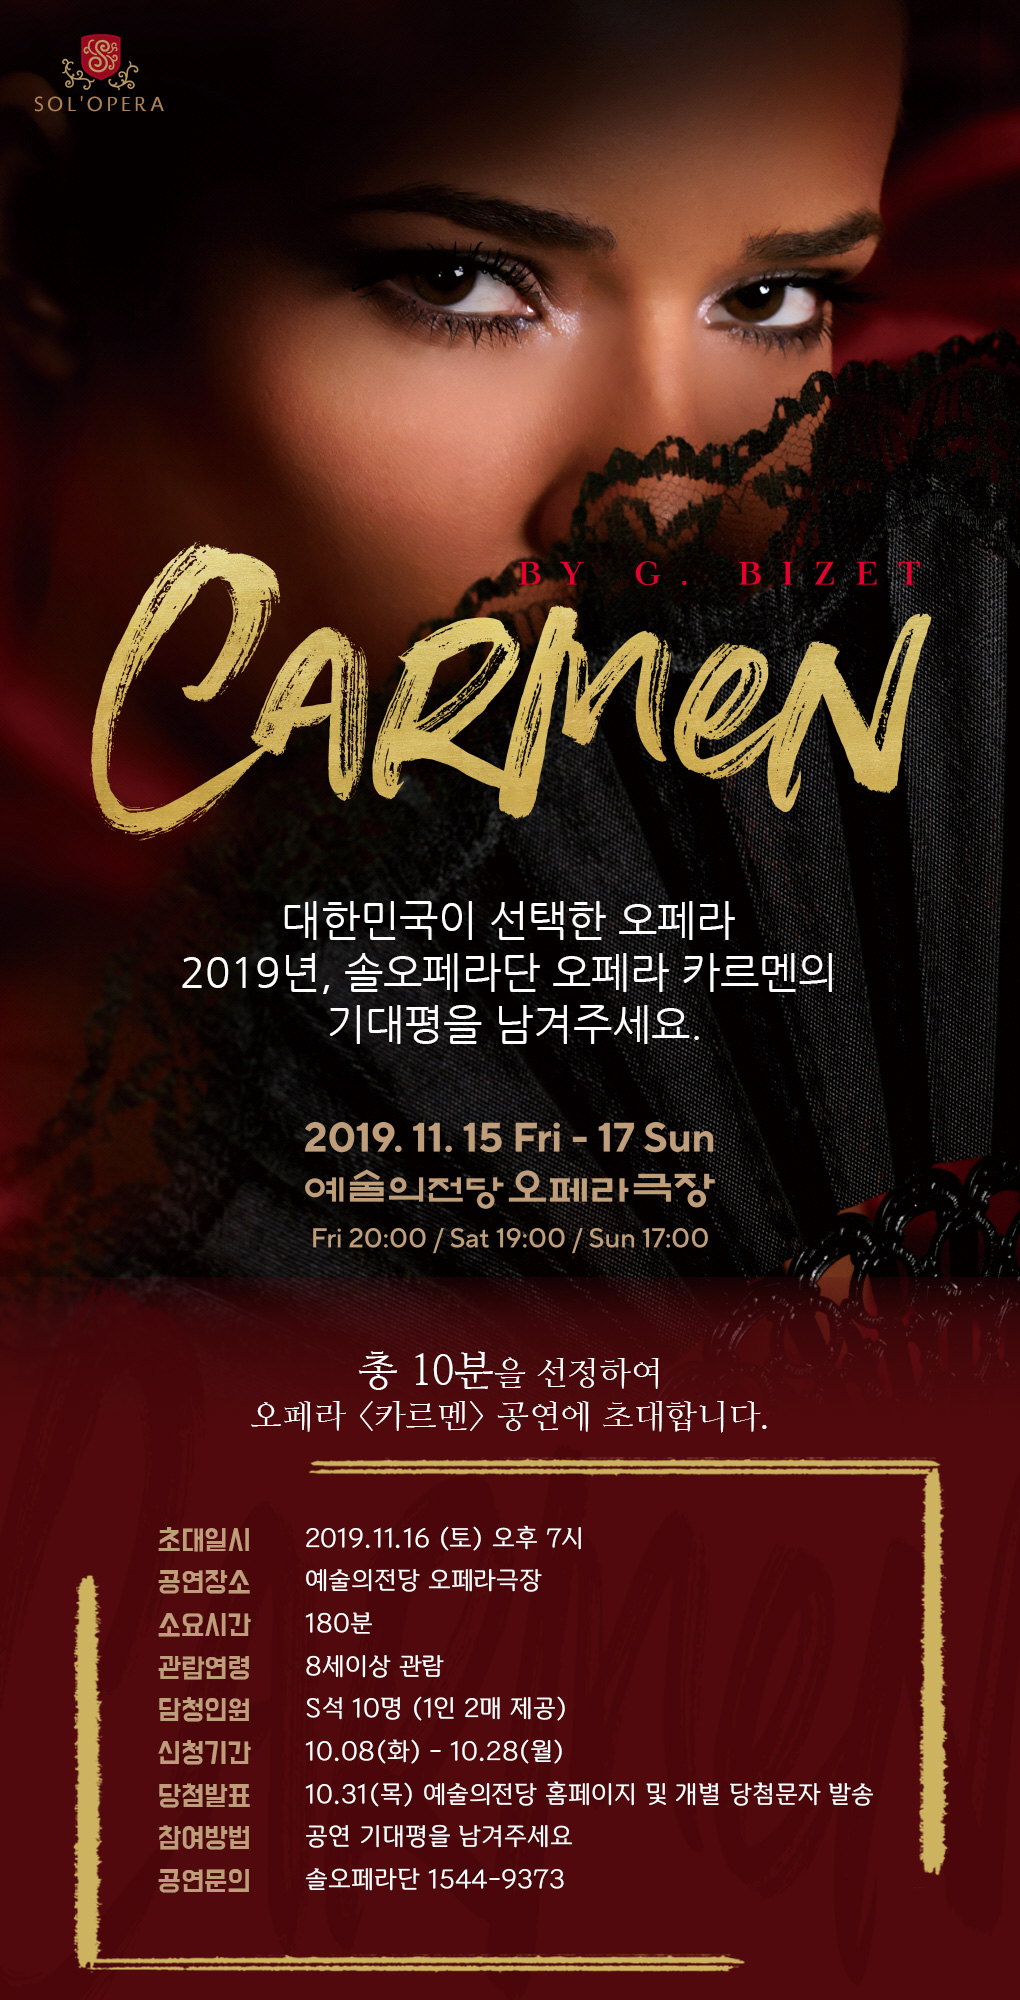 SOL'OPERA
BY G. BIZET
CARMEN
대한민국이 선택한 오페라
2019년, 솔오페라단 오페라 카르멘의
기대평을 남겨주세요.
2019. 11. 15 Fri - 17 Sun
예술의전당 오페라극장
Fri 20:00 / Sat 19:00 / Sun 17:00
총 10분을 선정하여
오페라 <카르멘> 공연에 초대합니다.
초대일시 2019.11.16 (토) 오후 7시
공연장소 예술의전당 오페라극장
소요시간 180분
관람연령 8세이상 관람
담청인원 S석 10명 (1인 2매 제공)
신청기간 10.08(화) - 10.28(월)
당첨발표 10.31(목) 예술의전당 홈페이지 및 개별 당첨문자 발송
참여방법 공연 기대평을 남겨주세요
공연문의 솔오페라단 1544-9373